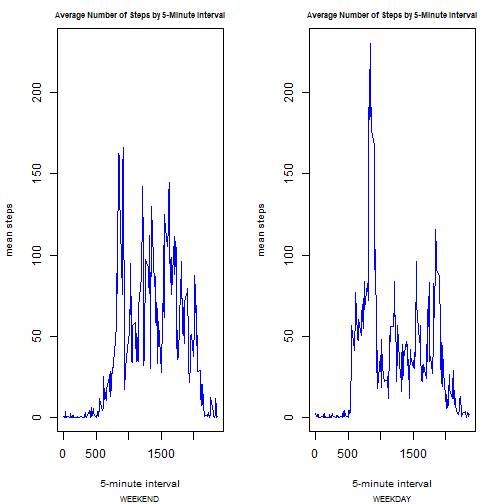 Average Number of Steps by 5-Minute Interval
mean steps
200
150
100
50
0
0 500 1500
5-minute interval
WEEKEND
Average Number of Steps by 5-Minute Interval
mean steps
200
150
100
50
0
0 500 1500
5-minute interval
WEEKDAY